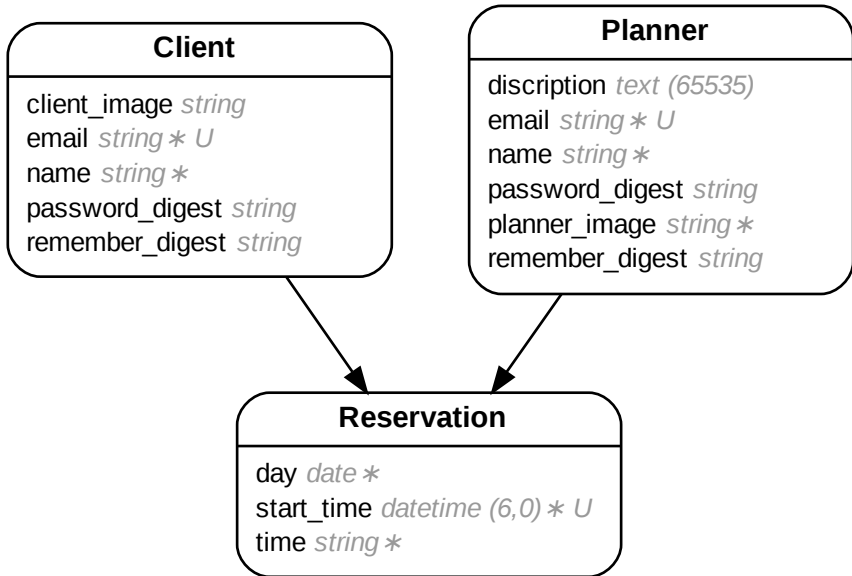 Client
client_image string
email string∗ U
name string∗
password_digest string
remember_digest string
Planner
discription text (65535)
email string∗ U
name string∗
password_digest string
planner_image string∗
remember_digest string
Reservation
day date∗
start_time datetime (6,0)∗ U
time string∗